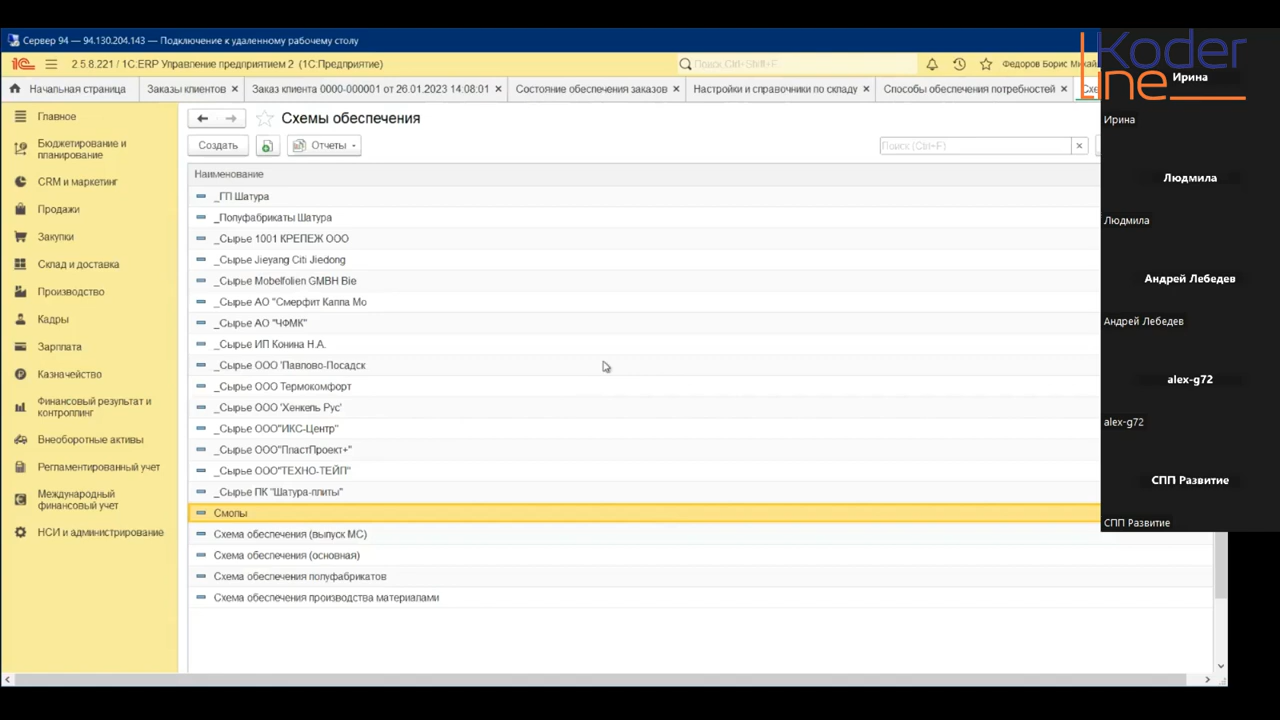 Сервер 94 — 94.130.204.143 — Подключение к удаленному рабочему столу
2.5.8.221 / 1С:ERP Управление предприятием 2 (1С:Предприятие)
Поиск Ctrl+Shift+F
Федоров Борис Михай
Koder
Line
Начальная страница
Заказы клиентов ×
Заказ клиента 0000-000001 от 26.01.2023 14:08:01 ×
Состояние обеспечения заказов ×
Настройки и справочники по складу ×
Способы обеспечения потребностей ×
Схемы обеспечения
Создать
Отчеты
Поиск (Ctrl+F)
×
Главное
Бюджетирование и
планирование
CRM и маркетинг
Продажи
Закупки
Склад и доставка
Производство
Кадры
Зарплата
Казначейство
Финансовый результат и
контроллинг
Внеоборотные активы
Регламентированный учет
Международный
финансовый учет
НСИ и администрирование
Наименование
_ГП Шатура
_Полуфабрикаты Шатура
_Сырье 1001 КРЕПЕЖ ООО
_Сырье Jieyang Citi Jiedong
_Сырье Mobelfolien GMBH Bie
_Сырье АО "Смерфит Каппа Мо
_Сырье АО "ЧФМК"
_Сырье ИП Конина Н.А.
_Сырье ООО 'Павлово-Посадск
_Сырье ООО Термокомфорт
_Сырье ООО 'Хенкель Рус'
_Сырье ООО"ИКС-Центр"
_Сырье ООО"ПластПроект+"
_Сырье ООО"ТЕХНО-ТЕЙП"
_Сырье ПК "Шатура-плиты"
Смолы
Схема обеспечения (выпуск МС)
Схема обеспечения (основная)
Схема обеспечения полуфабрикатов
Схема обеспечения производства материалами
Ирина
Ирина
Людмила
Людмила
Андрей Лебедев
Андрей Лебедев
alex-g72
alex-g72
СПП Развитие
СПП Развитие